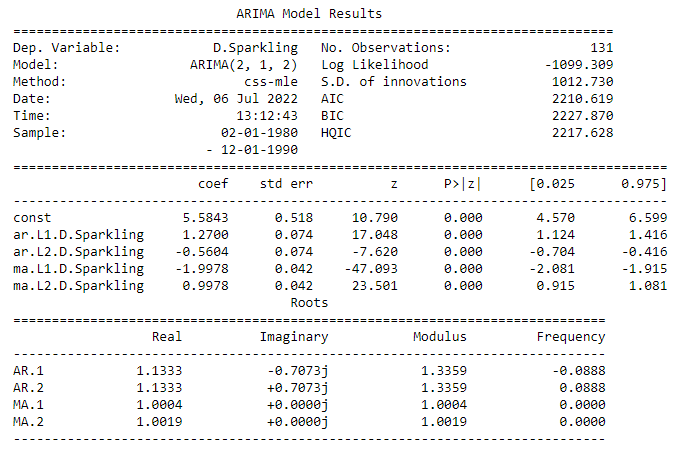 ARIMA Model Results
==============================================================================
Dep. Variable: D.Sparkling No. Observations: 131
Model: ARIMA(2, 1, 2) Log Likelihood -1099.309
Method: css-mle S.D. of innovations 1012.730
Date: Wed, 06 Jul 2022 AIC 2210.619
Time: 13:12:43 BIC 2227.870
Sample: 02-01-1980 HQIC 2217.628
- 12-01-1990
=====================================================================================
coef std err z P>|z| [0.025 0.975]
-------------------------------------------------------------------------------------
const 5.5843 0.518 10.790 0.000 4.570 6.599
ar.L1.D.Sparkling 1.2700 0.074 17.048 0.000 1.124 1.416
ar.L2.D.Sparkling -0.5604 0.074 -7.620 0.000 -0.704 -0.416
ma.L1.D.Sparkling -1.9978 0.042 -47.093 0.000 -2.081 -1.915
ma.L2.D.Sparkling 0.9978 0.042 23.501 0.000 0.915 1.081
Roots
=============================================================================
Real Imaginary Modulus Frequency
-----------------------------------------------------------------------------
AR.1 1.1333 -0.7073j 1.3359 -0.0888
AR.2 1.1333 +0.7073j 1.3359 0.0888
MA.1 1.0004 +0.0000j 1.0004 0.0000
MA.2 1.0019 +0.0000j 1.0019 0.0000
-----------------------------------------------------------------------------